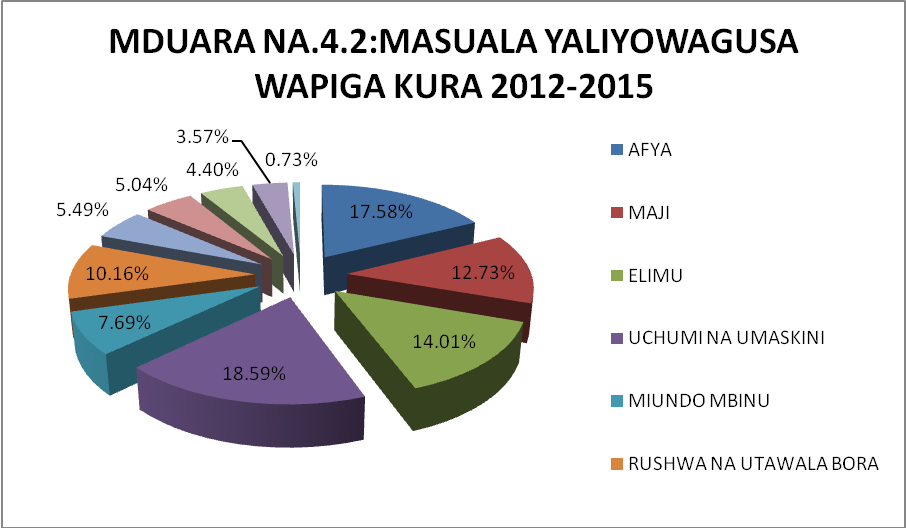 MDUARA NA.4.2:MASUALA YALIYOWAGUSA
WAPIGA KURA 2012-2015
3.57%
0.73%
4.40%
5.04%
5.49%
17.58%
10.16%
12.73%
7.69%
14.01%
18.59%
AFYA
MAJI
ELIMU
UCHUMI NA UMASKINI
MIUNDO MBINU
RUSHWA NA UTAWALA BORA